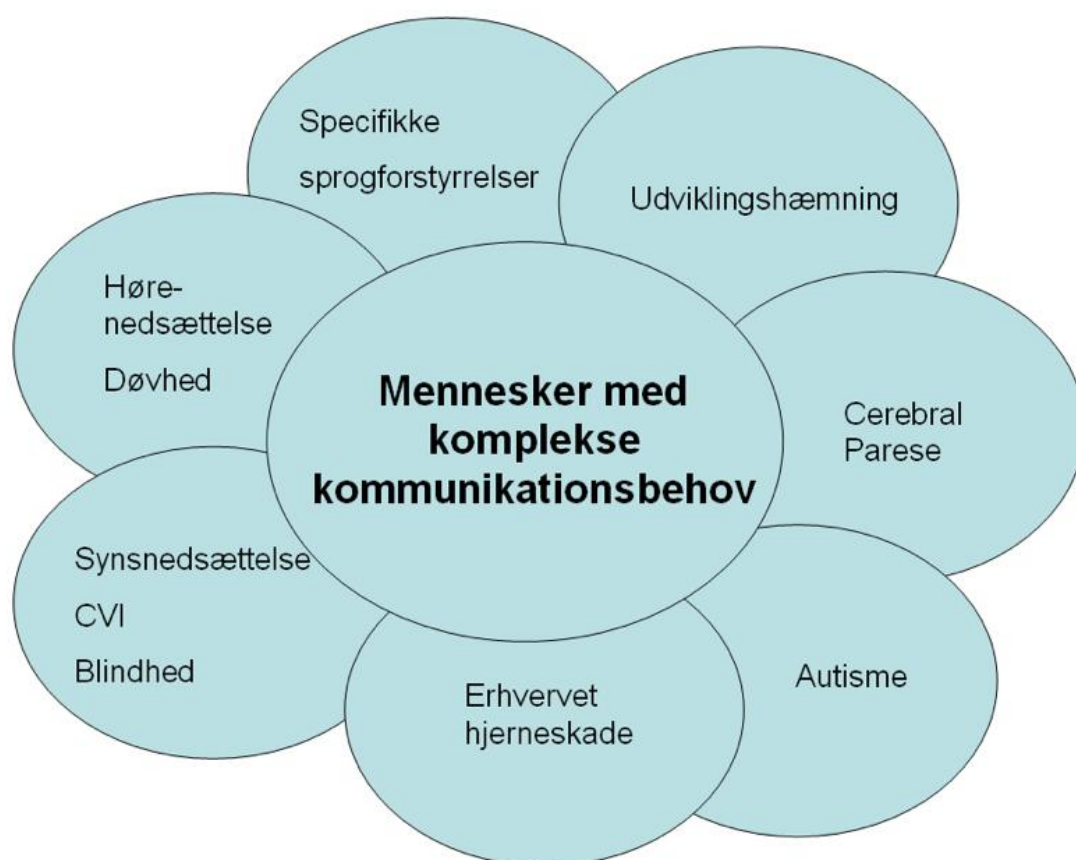 Specifikke
sprogforstyrrelser
Udviklingshæmning
Høre-
nedsættelse
Døvhed
Mennesker med
komplekse
kommunikationsbehov
Cerebral
Parese
Synsnedsættelse
CVI
Blindhed
Erhvervet
hjerneskade
Autisme